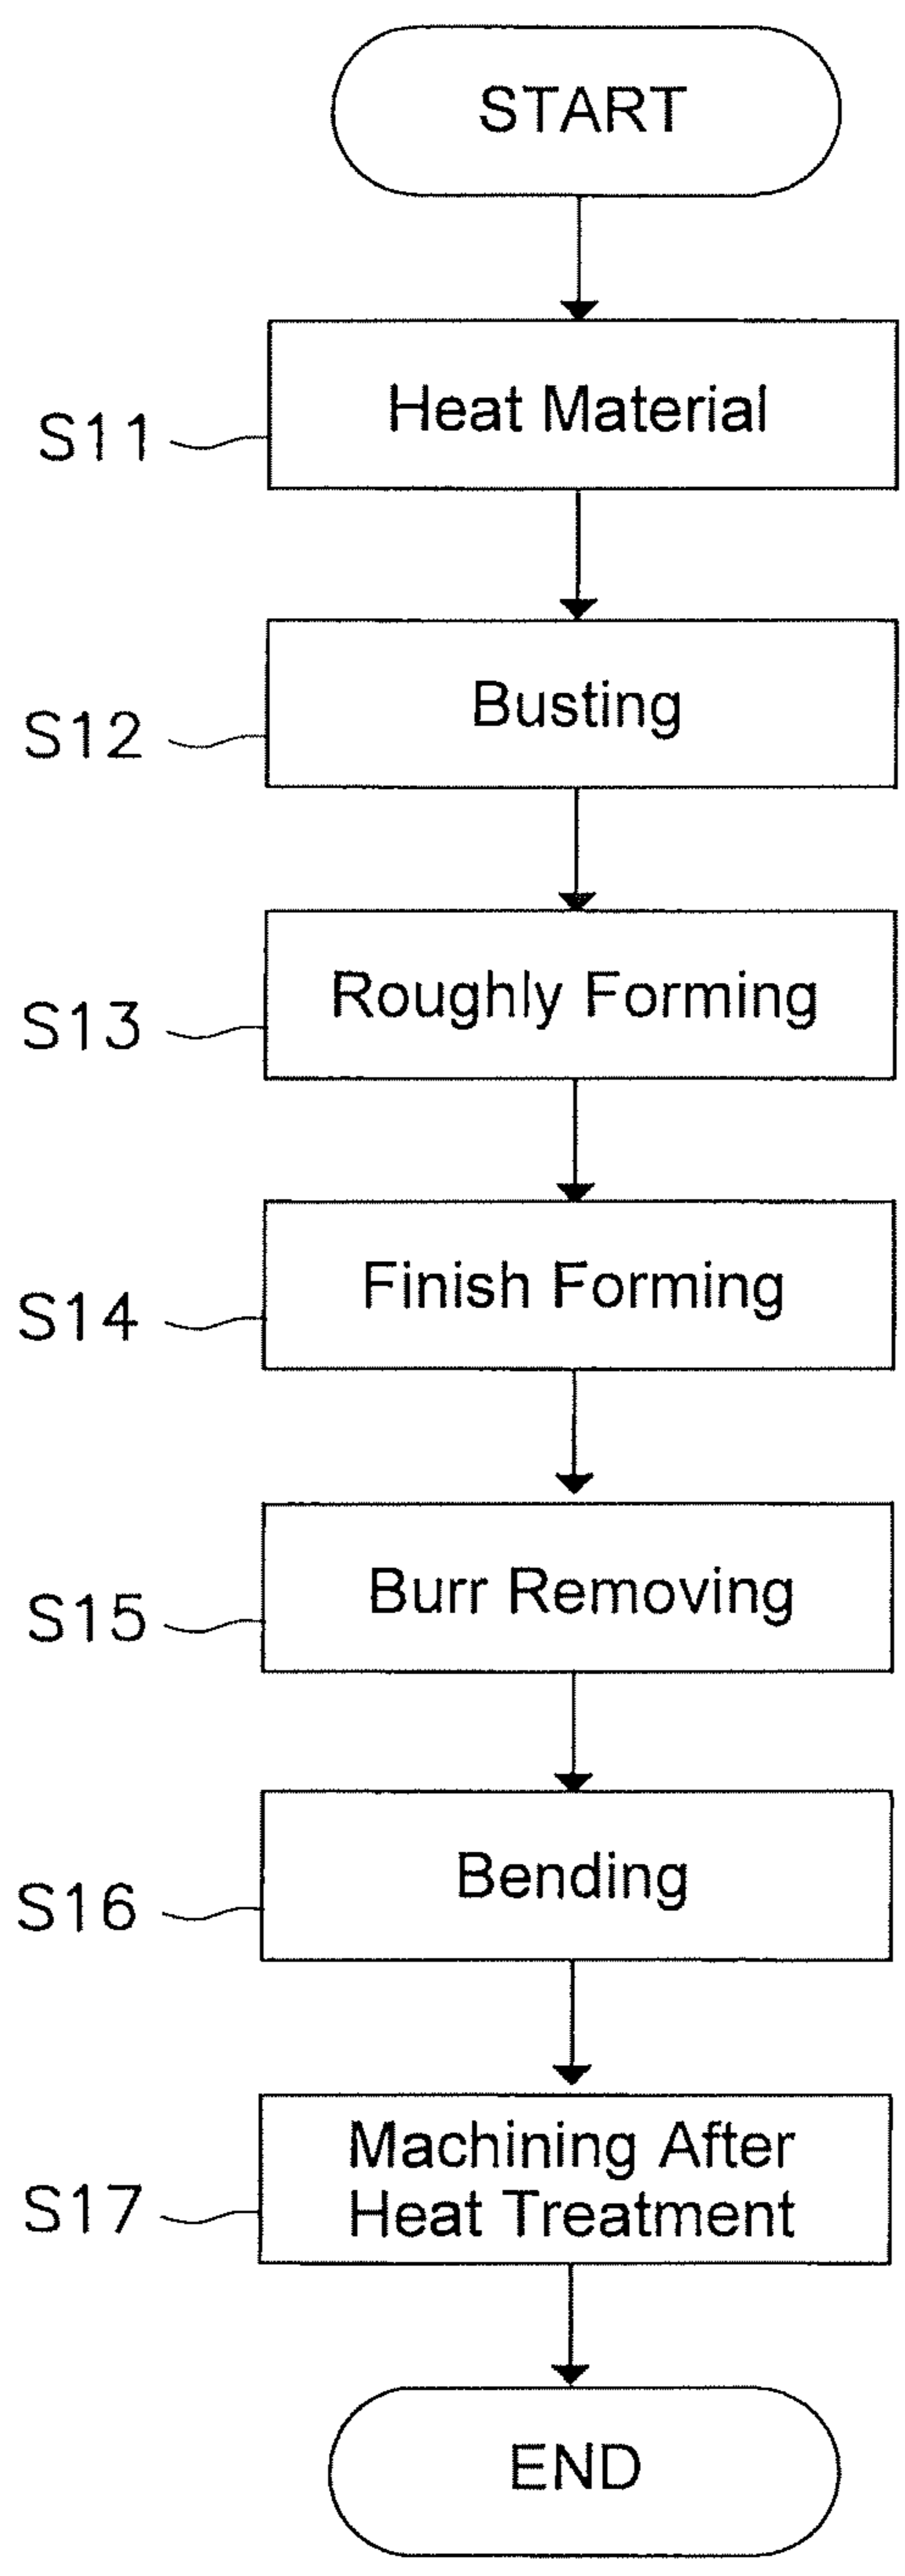 START
S11
Heat Material
S12
Busting
S13
Roughly Forming
S14
Finish Forming
S15
Burr Removing
S16
Bending
S17
Machining After
Heat Treatment
END